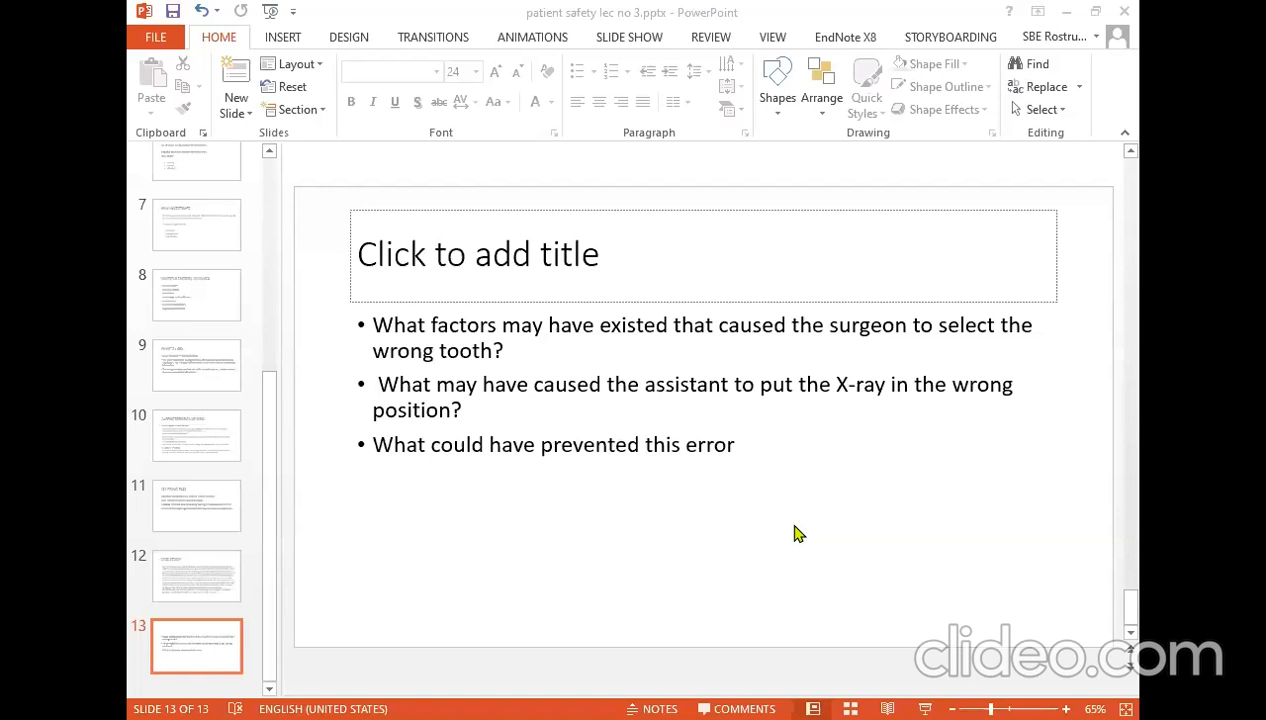 patient safety lec no 3.pptx - PowerPoint
FILE HOME INSERT DESIGN TRANSITIONS ANIMATIONS SLIDE SHOW REVIEW VIEW EndNote X8 STORYBOARDING SBE Rostru...
Paste
New
Slide
Layout
Reset
Section
24
Shapes
Arrange
Quick
Styles
Shape Fill
Shape Outline
Shape Effects
Find
Replace
Select
Clipboard Slides Font Paragraph Drawing Editing
7
8
9
10
11
12
13
Click to add title
• What factors may have existed that caused the surgeon to select the
wrong tooth?
• What may have caused the assistant to put the X-ray in the wrong
position?
• What could have prevented this error
clideo.com
SLIDE 13 OF 13 ENGLISH (UNITED STATES) NOTES COMMENTS 65%